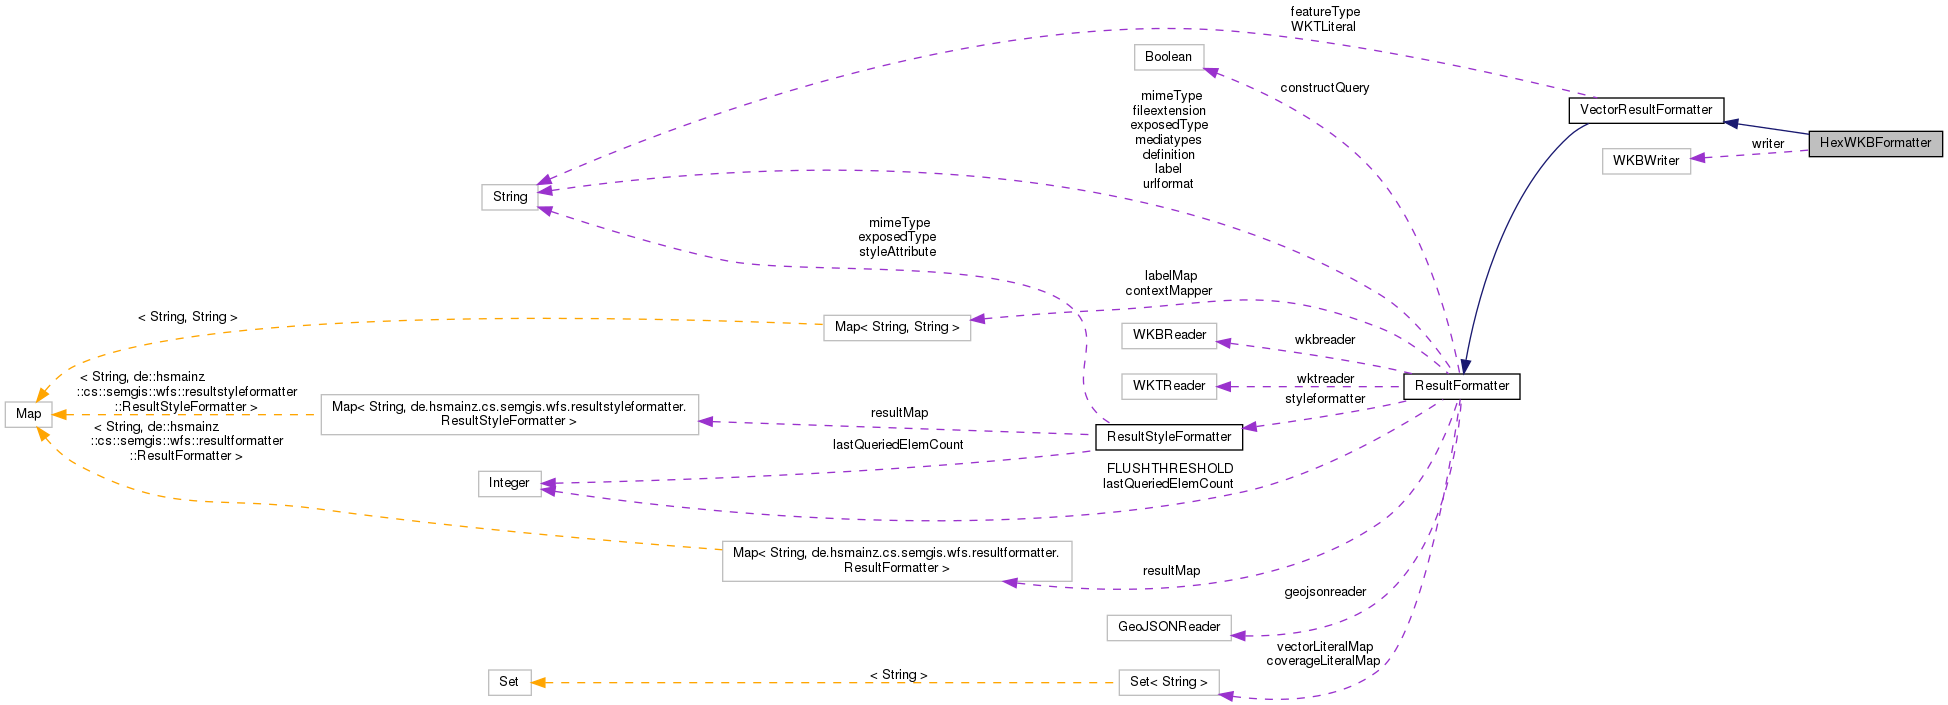 featureType
WKTLiteral
Boolean
constructQuery
mimeType
fileextension
exposedType
mediatypes
definition
label
urlformat
VectorResultFormatter
HexWKBFormatter
writer
WKBWriter
String
mimeType
exposedType
styleAttribute
labelMap
contextMapper
< String, String >
Map< String, String >
WKBReader
wkbreader
< String, de::hsmainz
::cs::semgis::wfs::resultstyleformatter
::ResultStyleFormatter >
Map
WKTReader
wktreader
ResultFormatter
styleformatter
Map< String, de.hsmainz.cs.semgis.wfs.resultstyleformatter.
ResultStyleFormatter >
resultMap
< String, de::hsmainz
::cs::semgis::wfs::resultformatter
::ResultFormatter >
ResultStyleFormatter
lastQueriedElemCount
Integer
FLUSHTHRESHOLD
lastQueriedElemCount
Map< String, de.hsmainz.cs.semgis.wfs.resultformatter.
ResultFormatter >
resultMap
geojsonreader
GeoJSONReader
vectorLiteralMap
coverageLiteralMap
Set
< String >
Set< String >